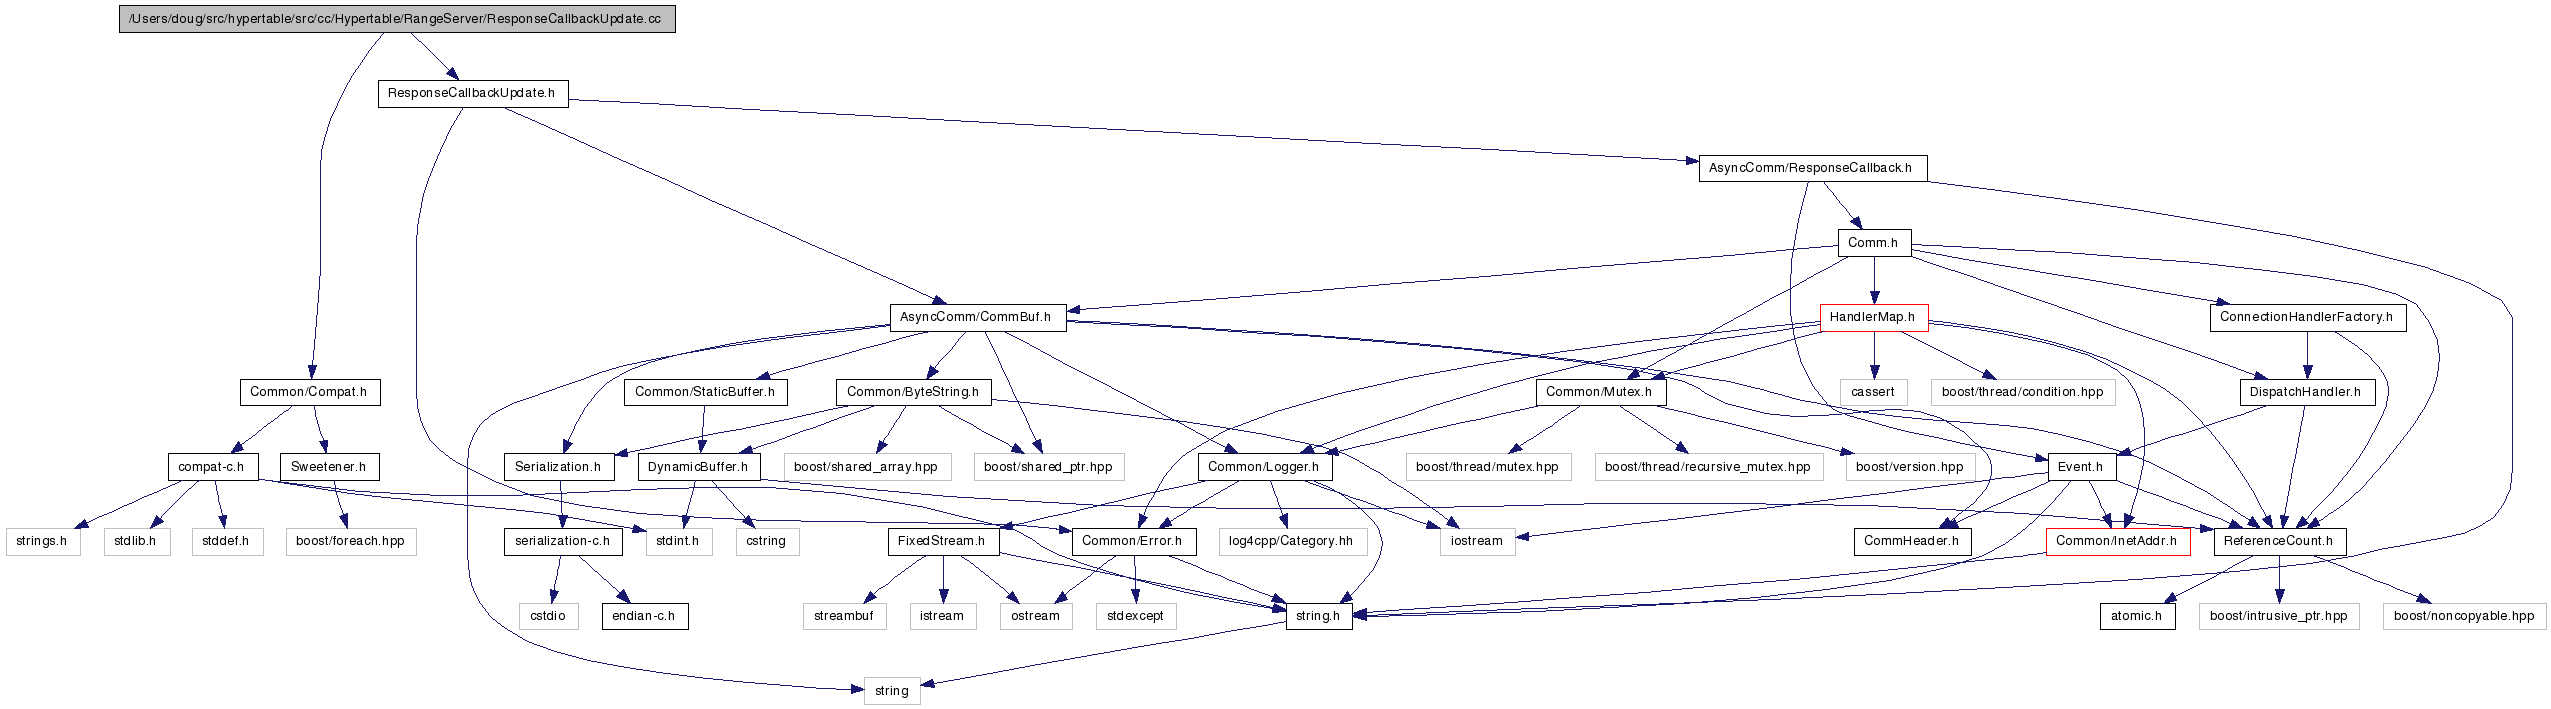 /Users/doug/src/hypertable/src/cc/Hypertable/RangeServer/ResponseCallbackUpdate.cc
ResponseCallbackUpdate.h
AsyncComm/ResponseCallback.h
Comm.h
AsyncComm/CommBuf.h
HandlerMap.h
ConnectionHandlerFactory.h
Common/Compat.h
Common/StaticBuffer.h
Common/ByteString.h
Common/Mutex.h
cassert
boost/thread/condition.hpp
DispatchHandler.h
compat-c.h
Sweetener.h
Serialization.h
DynamicBuffer.h
boost/shared_array.hpp
boost/shared_ptr.hpp
Common/Logger.h
boost/thread/mutex.hpp
boost/thread/recursive_mutex.hpp
boost/version.hpp
Event.h
strings.h
stdlib.h
stddef.h
boost/foreach.hpp
serialization-c.h
stdint.h
cstring
FixedStream.h
Common/Error.h
log4cpp/Category.hh
iostream
CommHeader.h
Common/InetAddr.h
ReferenceCount.h
cstdio
endian-c.h
streambuf
istream
ostream
stdexcept
string.h
atomic.h
boost/intrusive_ptr.hpp
boost/noncopyable.hpp
string